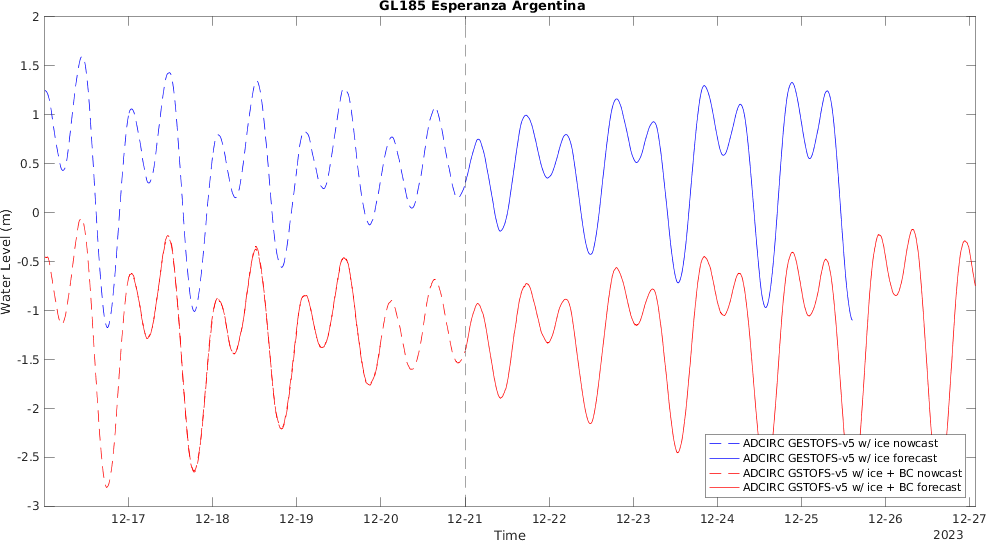 GL185 Esperanza Argentina
2
1.5
1
0.5
0
-0.5
-1
-1.5
-2
-2.5
-3
Water Level (m)
12-17 12-18 12-19 12-20 12-21 12-22 12-23 12-24 12-25 12-26 12-27
Time
2023
ADCIRC GESTOFS-v5 w/ ice nowcast
ADCIRC GESTOFS-v5 w/ ice forecast
ADCIRC GSTOFS-v5 w/ ice + BC nowcast
ADCIRC GSTOFS-v5 w/ ice + BC forecast